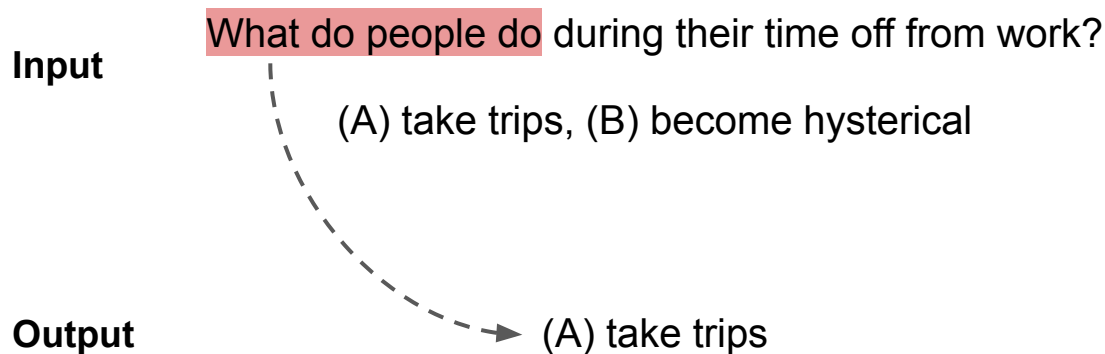 What do people do during their time off from work?
Input
(A) take trips, (B) become hysterical
Output
(A) take trips